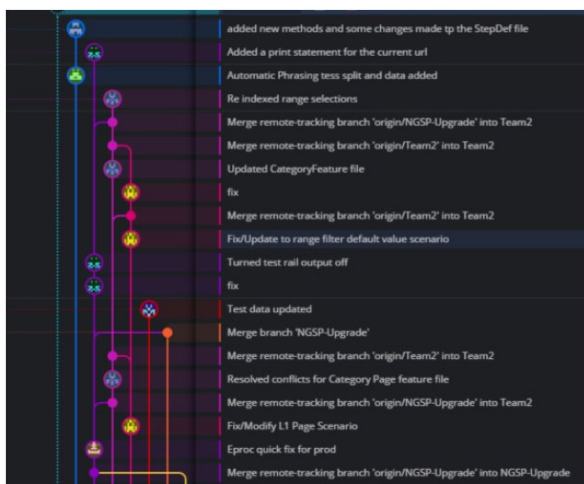 added new methods and some changes made tp the StepDef file
Added a print statement for the current url
Automatic Phrasing tess split and data added
Re indexed range selections
Merge remote-tracking branch 'origin/NGSP-Upgrade' into Team2
Merge remote-tracking branch 'origin/Team2' into Team2
Updated CategoryFeature file
fix
Merge remote-tracking branch 'origin/Team2' into Team2
Fix/Update to range filter default value scenario
Turned test rail output off
fix
Test data updated
Merge branch 'NGSP-Upgrade'
Merge remote-tracking branch 'origin/Team2' into Team2
Resolved conflicts for Category Page feature file
Merge remote-tracking branch 'origin/NGSP-Upgrade' into Team2
Fix/Modify L1 Page Scenario
Eproc quick fix for prod
Merge remote-tracking branch 'origin/NGSP-Upgrade' into NGSP-Upgrade